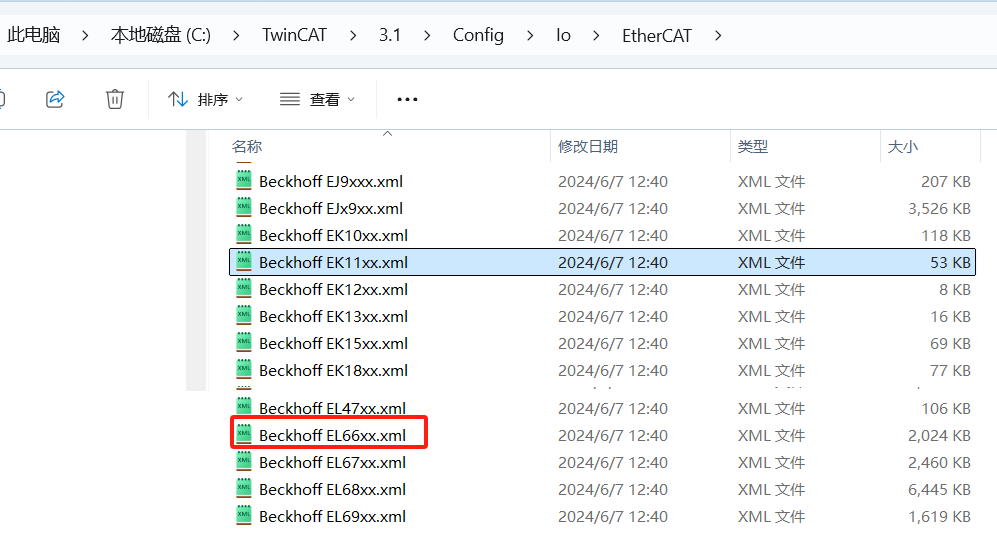 此电脑 > 本地磁盘 (C:) > TwinCAT > 3.1 > Config > Io > EtherCAT >
排序 查看 •••
名称 修改日期 类型 大小
Beckhoff EJ9xxx.xml 2024/6/7 12:40 XML 文件 207 KB
Beckhoff EJx9xx.xml 2024/6/7 12:40 XML 文件 3,526 KB
Beckhoff EK10xx.xml 2024/6/7 12:40 XML 文件 118 KB
Beckhoff EK11xx.xml 2024/6/7 12:40 XML 文件 53 KB
Beckhoff EK12xx.xml 2024/6/7 12:40 XML 文件 8 KB
Beckhoff EK13xx.xml 2024/6/7 12:40 XML 文件 16 KB
Beckhoff EK15xx.xml 2024/6/7 12:40 XML 文件 69 KB
Beckhoff EK18xx.xml 2024/6/7 12:40 XML 文件 77 KB
Beckhoff EL47xx.xml 2024/6/7 12:40 XML 文件 106 KB
Beckhoff EL66xx.xml 2024/6/7 12:40 XML 文件 2,024 KB
Beckhoff EL67xx.xml 2024/6/7 12:40 XML 文件 2,460 KB
Beckhoff EL68xx.xml 2024/6/7 12:40 XML 文件 6,445 KB
Beckhoff EL69xx.xml 2024/6/7 12:40 XML 文件 1,619 KB